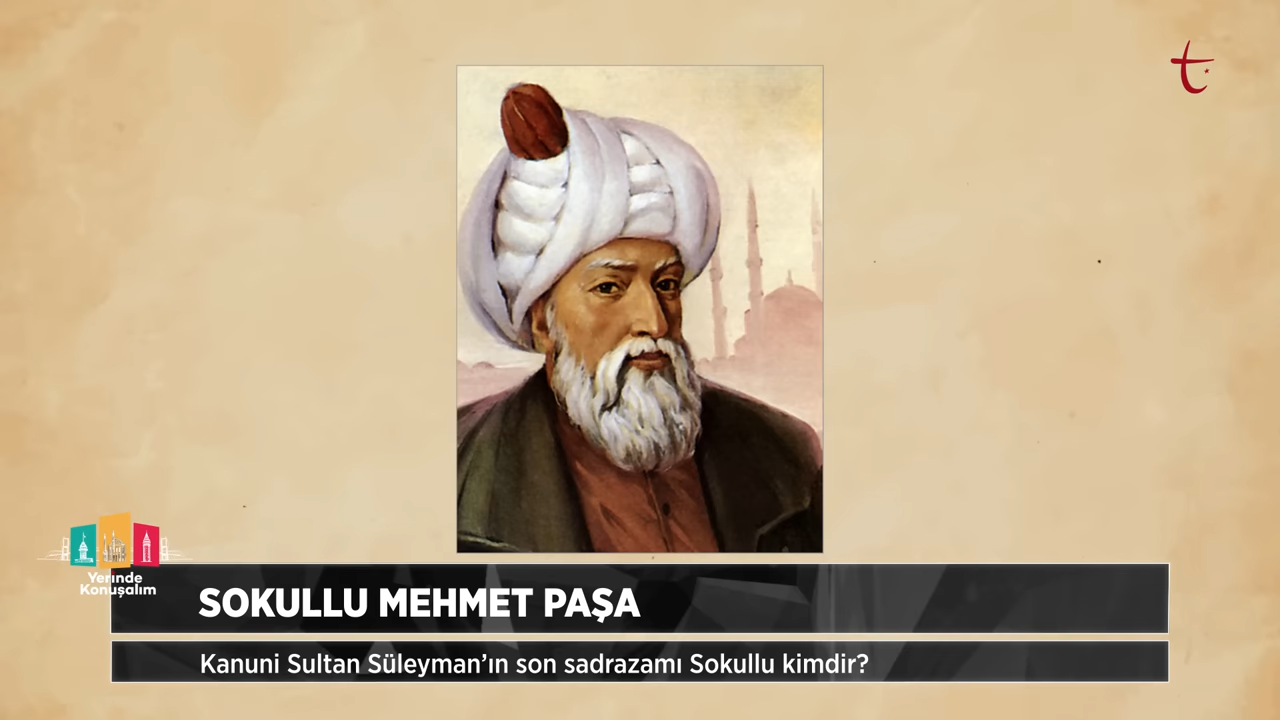 t
Yerinde
Konuşalım
SOKULLU MEHMET PAŞA
Kanuni Sultan Süleyman’ın son sadrazamı Sokullu kimdir?